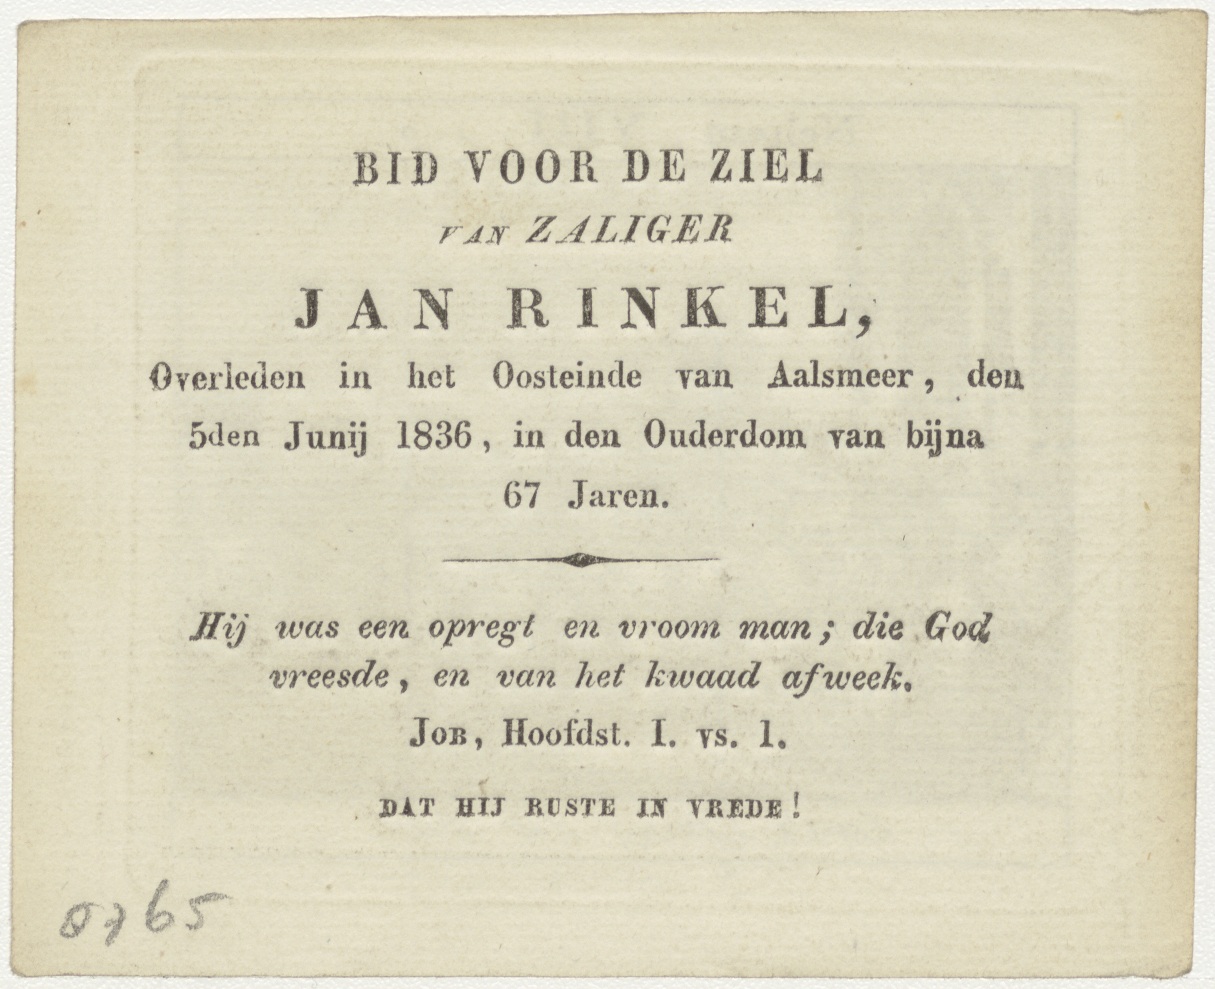 BID VOOR DE ZIEL
VAN ZALIGER
JAN RINKEL,
Overleden in het Oosteinde van Aalsmeer, den
5den Junij 1836, in den Ouderdom van bijna
67 Jaren.
Hij was een opregt en vroom man; die God
vreesde, en van het kwaad afweek.
JOB, Hoofdst. I. vs. 1.
DAT HIJ RUSTE IN VREDE!